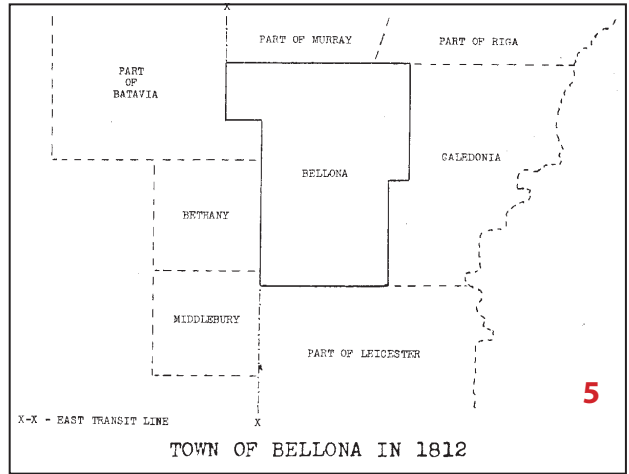 X
PART OF MURRAY
PART OF RIGA
PART
OF
BATAVIA
BELLONA
CALEDONIA
BETHANY
MIDDLEBURY
PART OF LEICESTER
5
X-X - EAST TRANSIT LINE
X
TOWN OF BELLONA IN 1812